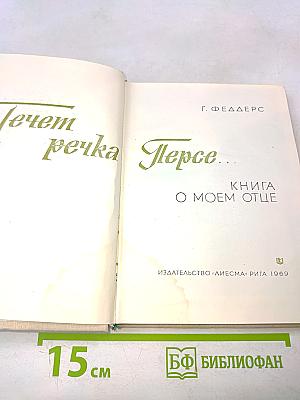 Течет
речка Персе...
Г. ФЕДДЕРС
КНИГА
О МОЕМ ОТЦЕ
ИЗДАТЕЛЬСТВО «ЛИЕСМА» РИГА 1969
15 см
БФ БИБЛИОФАН